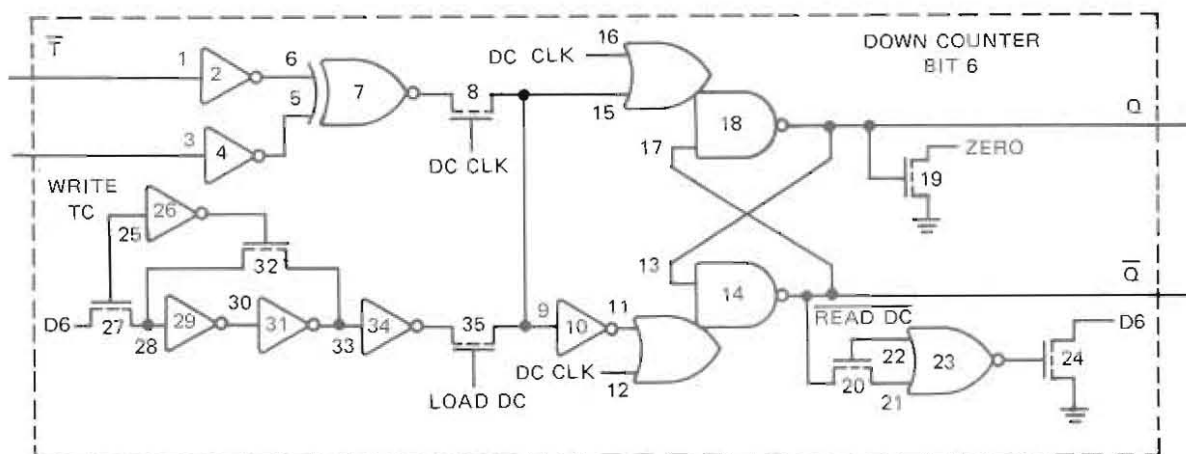 T̅
DOWN COUNTER
BIT 6
1
2
6
5
7
8
DC CLK
DC CLK
16
15
17
18
Q
3
4
WRITE
TC
25
26
32
ZERO
19
13
14
Q̅
D6
27
28
29
30
31
33
34
35
LOAD DC
9
10
11
DC CLK
12
R̅E̅A̅D̅ D̅C̅
20
22
21
23
24
D6